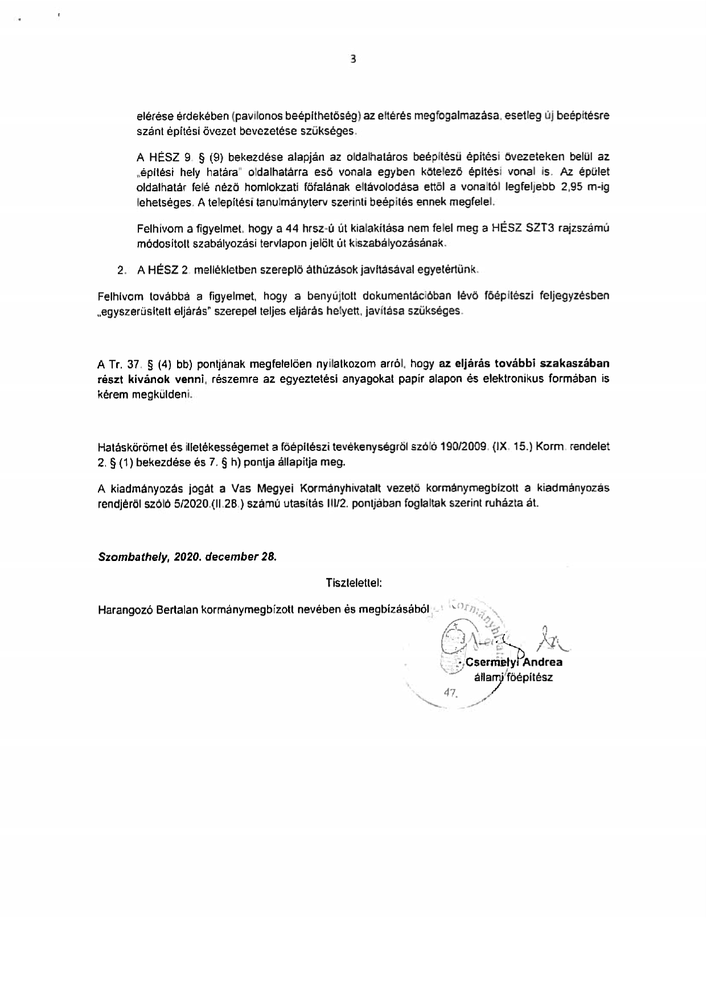 3
elérése érdekében (pavilonos beépíthetőség) az eltérés megfogalmazása, esetleg új beépítésre
szánt építési övezet bevezetése szükséges.
A HÉSZ 9. § (9) bekezdése alapján az oldalhatáros beépítésű építési övezeteken belül az
„építési hely határa" oldalhatárra eső vonala egyben kötelező építési vonal is. Az épület
oldalhatár felé néző homlokzati főfalának eltávolodása ettől a vonaltól legfeljebb 2,95 m-ig
lehetséges. A telepítési tanulmányterv szerinti beépítés ennek megfelel.
Felhívom a figyelmet, hogy a 44 hrsz-ú út kialakítása nem felel meg a HÉSZ SZT3 rajzszámú
módosított szabályozási tervlapon jelölt út kiszabályozásának.
2. A HÉSZ 2. mellékletben szereplő áthúzások javításával egyetértünk.
Felhívom továbbá a figyelmet, hogy a benyújtott dokumentációban lévő főépítészi feljegyzésben
„egyszerűsített eljárás" szerepel teljes eljárás helyett, javítása szükséges.
A Tr. 37. § (4) bb) pontjának megfelelően nyilatkozom arról, hogy az eljárás további szakaszában
részt kívánok venni, részemre az egyeztetési anyagokat papír alapon és elektronikus formában is
kérem megküldeni.
Hatáskörömet és illetékességemet a főépítészi tevékenységről szóló 190/2009. (IX. 15.) Korm. rendelet
2. § (1) bekezdése és 7. § h) pontja állapítja meg.
A kiadmányozás jogát a Vas Megyei Kormányhivatalt vezető kormánymegbízott a kiadmányozás
rendjéről szóló 5/2020.(II.28.) számú utasítás III/2. pontjában foglaltak szerint ruházta át.
Szombathely, 2020. december 28.
Tisztelettel:
Harangozó Bertalan kormánymegbízott nevében és megbízásából
Csermelyi Andrea
állami főépítész
47.